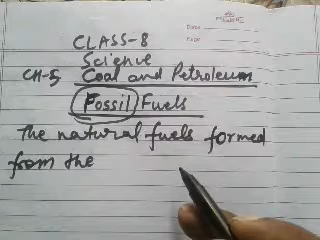 CLASS-8
Science
CH-5, Coal and Petroleum
Fossil Fuels
The natural fuels formed
from the